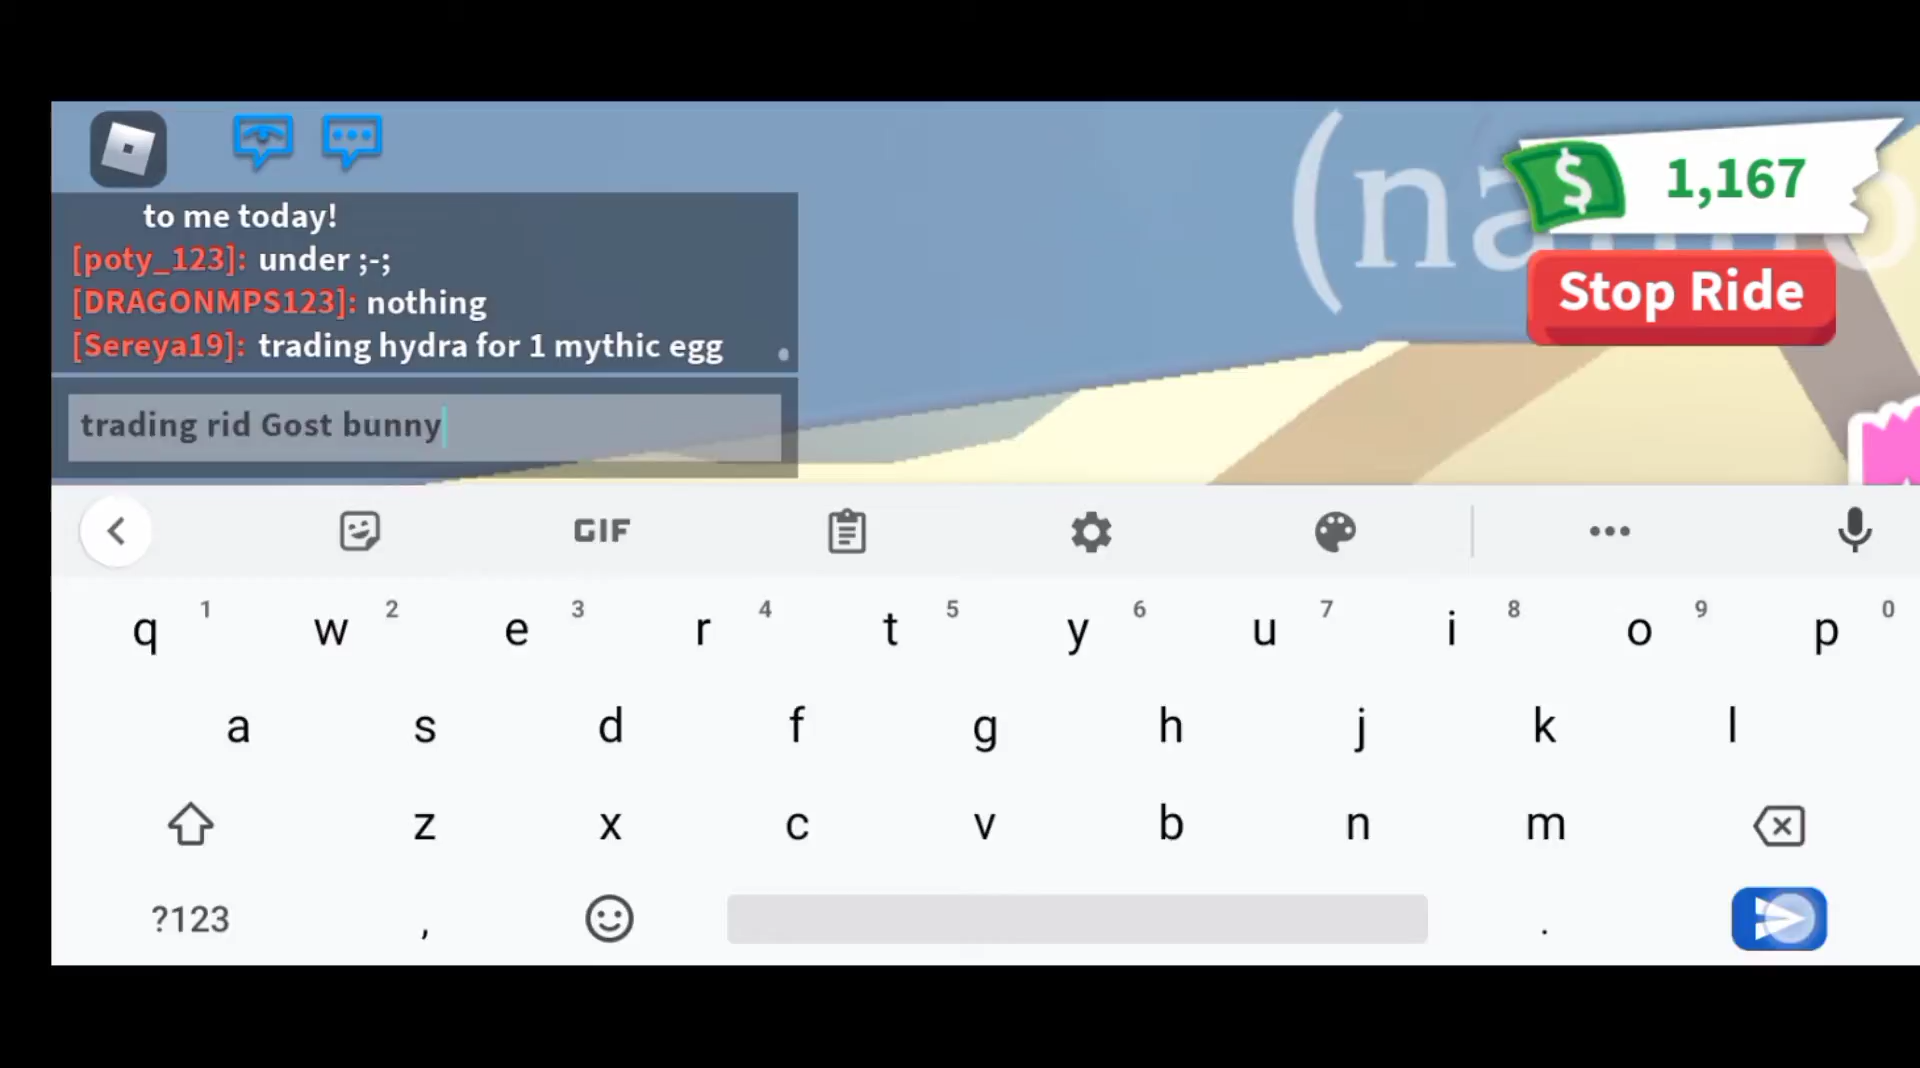 (na
1,167
to me today!
[poty_123]: under ;-;
[DRAGONMPS123]: nothing
Stop Ride
[Sereya19]: trading hydra for 1 mythic egg
trading rid Gost bunny
GIF
q 1 w 2 e 3 r 4 t 5 y 6 u 7 i 8 o 9 p 0
a s d f g h j k l
z x c v b n m
?123 , .